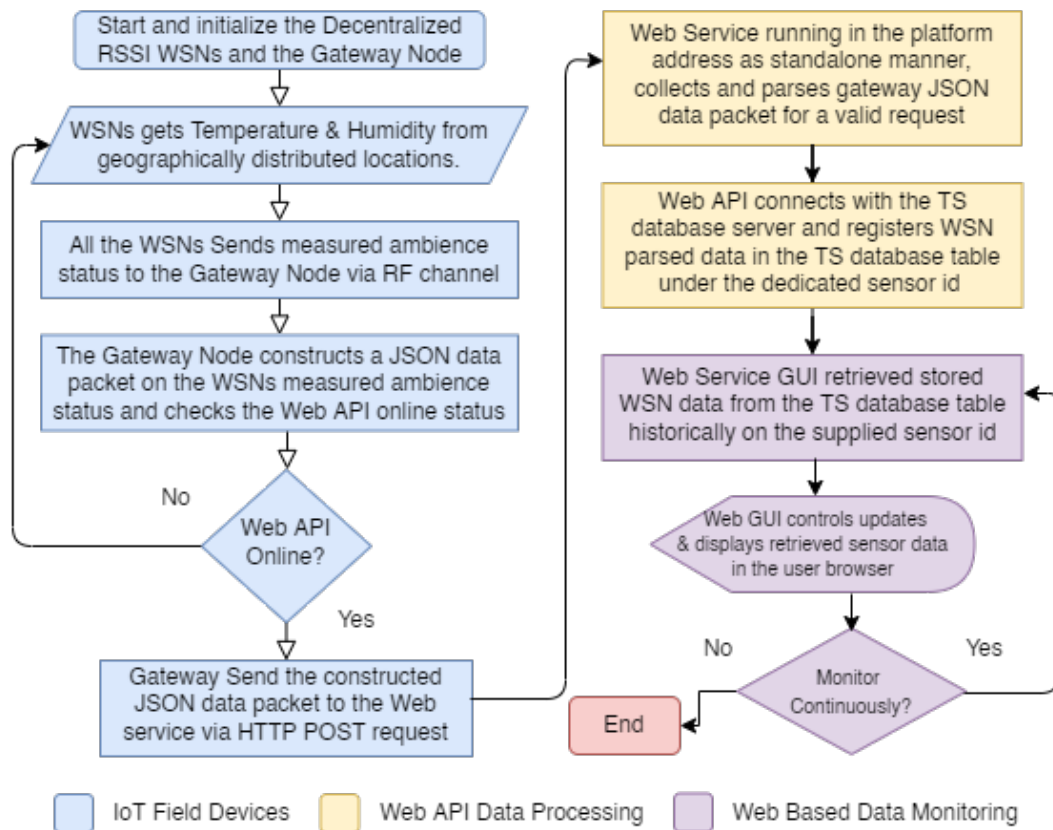 Start and initialize the Decentralized
RSSI WSNs and the Gateway Node
WSNs gets Temperature & Humidity from
geographically distributed locations.
All the WSNs Sends measured ambience
status to the Gateway Node via RF channel
The Gateway Node constructs a JSON data
packet on the WSNs measured ambience
status and checks the Web API online status
No
Web API
Online?
Yes
Gateway Send the constructed
JSON data packet to the Web
service via HTTP POST request
Web Service running in the platform
address as standalone manner,
collects and parses gateway JSON
data packet for a valid request
Web API connects with the TS
database server and registers WSN
parsed data in the TS database table
under the dedicated sensor id
Web Service GUI retrieved stored
WSN data from the TS database table
historically on the supplied sensor id
Web GUI controls updates
& displays retrieved sensor data
in the user browser
No
Yes
Monitor
Continuously?
End
IoT Field Devices
Web API Data Processing
Web Based Data Monitoring